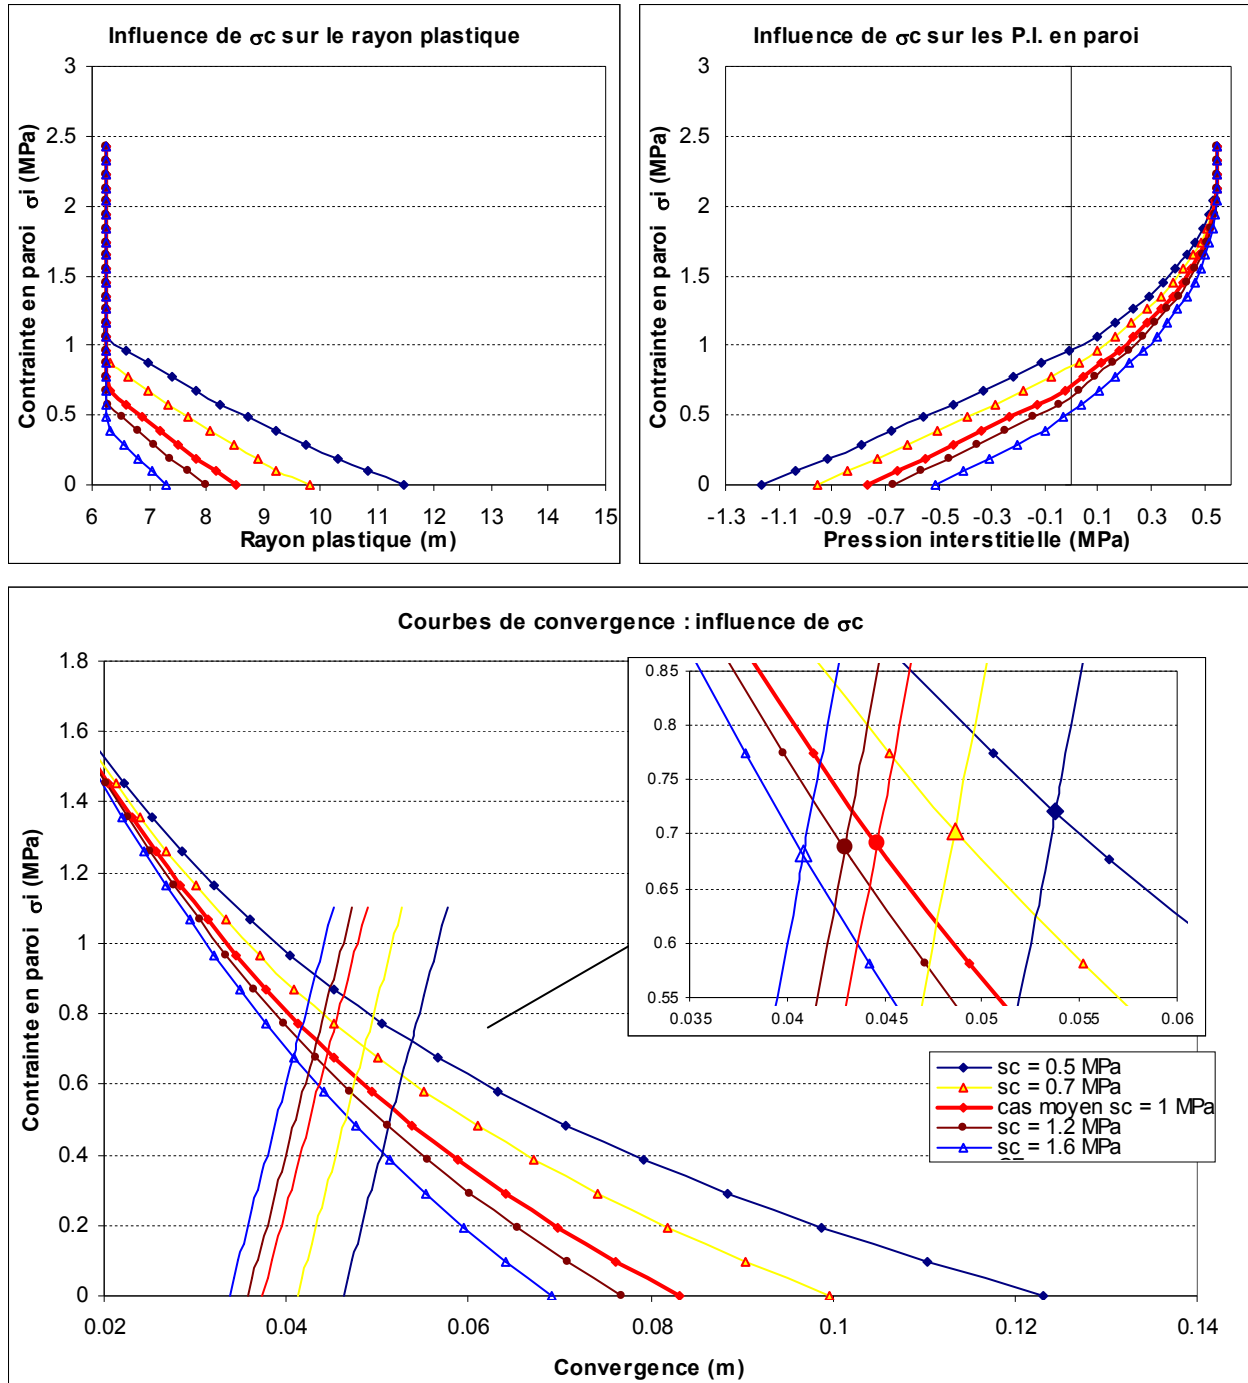 Influence de σc sur le rayon plastique
3
2.5
2
1.5
1
0.5
0
Contrainte en paroi σi (MPa)
6 7 8 9 10 11 12 13 14 15
Rayon plastique (m)
Influence de σc sur les P.I. en paroi
3
2.5
2
1.5
1
0.5
0
Contrainte en paroi σi (MPa)
-1.3 -1.1 -0.9 -0.7 -0.5 -0.3 -0.1 0.1 0.3 0.5
Pression interstitielle (MPa)
Courbes de convergence : influence de σc
1.8
1.6
1.4
1.2
1
0.8
0.6
0.4
0.2
0
Contrainte en paroi σi (MPa)
0.02 0.04 0.06 0.08 0.1 0.12 0.14
Convergence (m)
0.85
0.8
0.75
0.7
0.65
0.6
0.55
0.035 0.04 0.045 0.05 0.055 0.06
sc = 0.5 MPa
sc = 0.7 MPa
cas moyen sc = 1 MPa
sc = 1.2 MPa
sc = 1.6 MPa